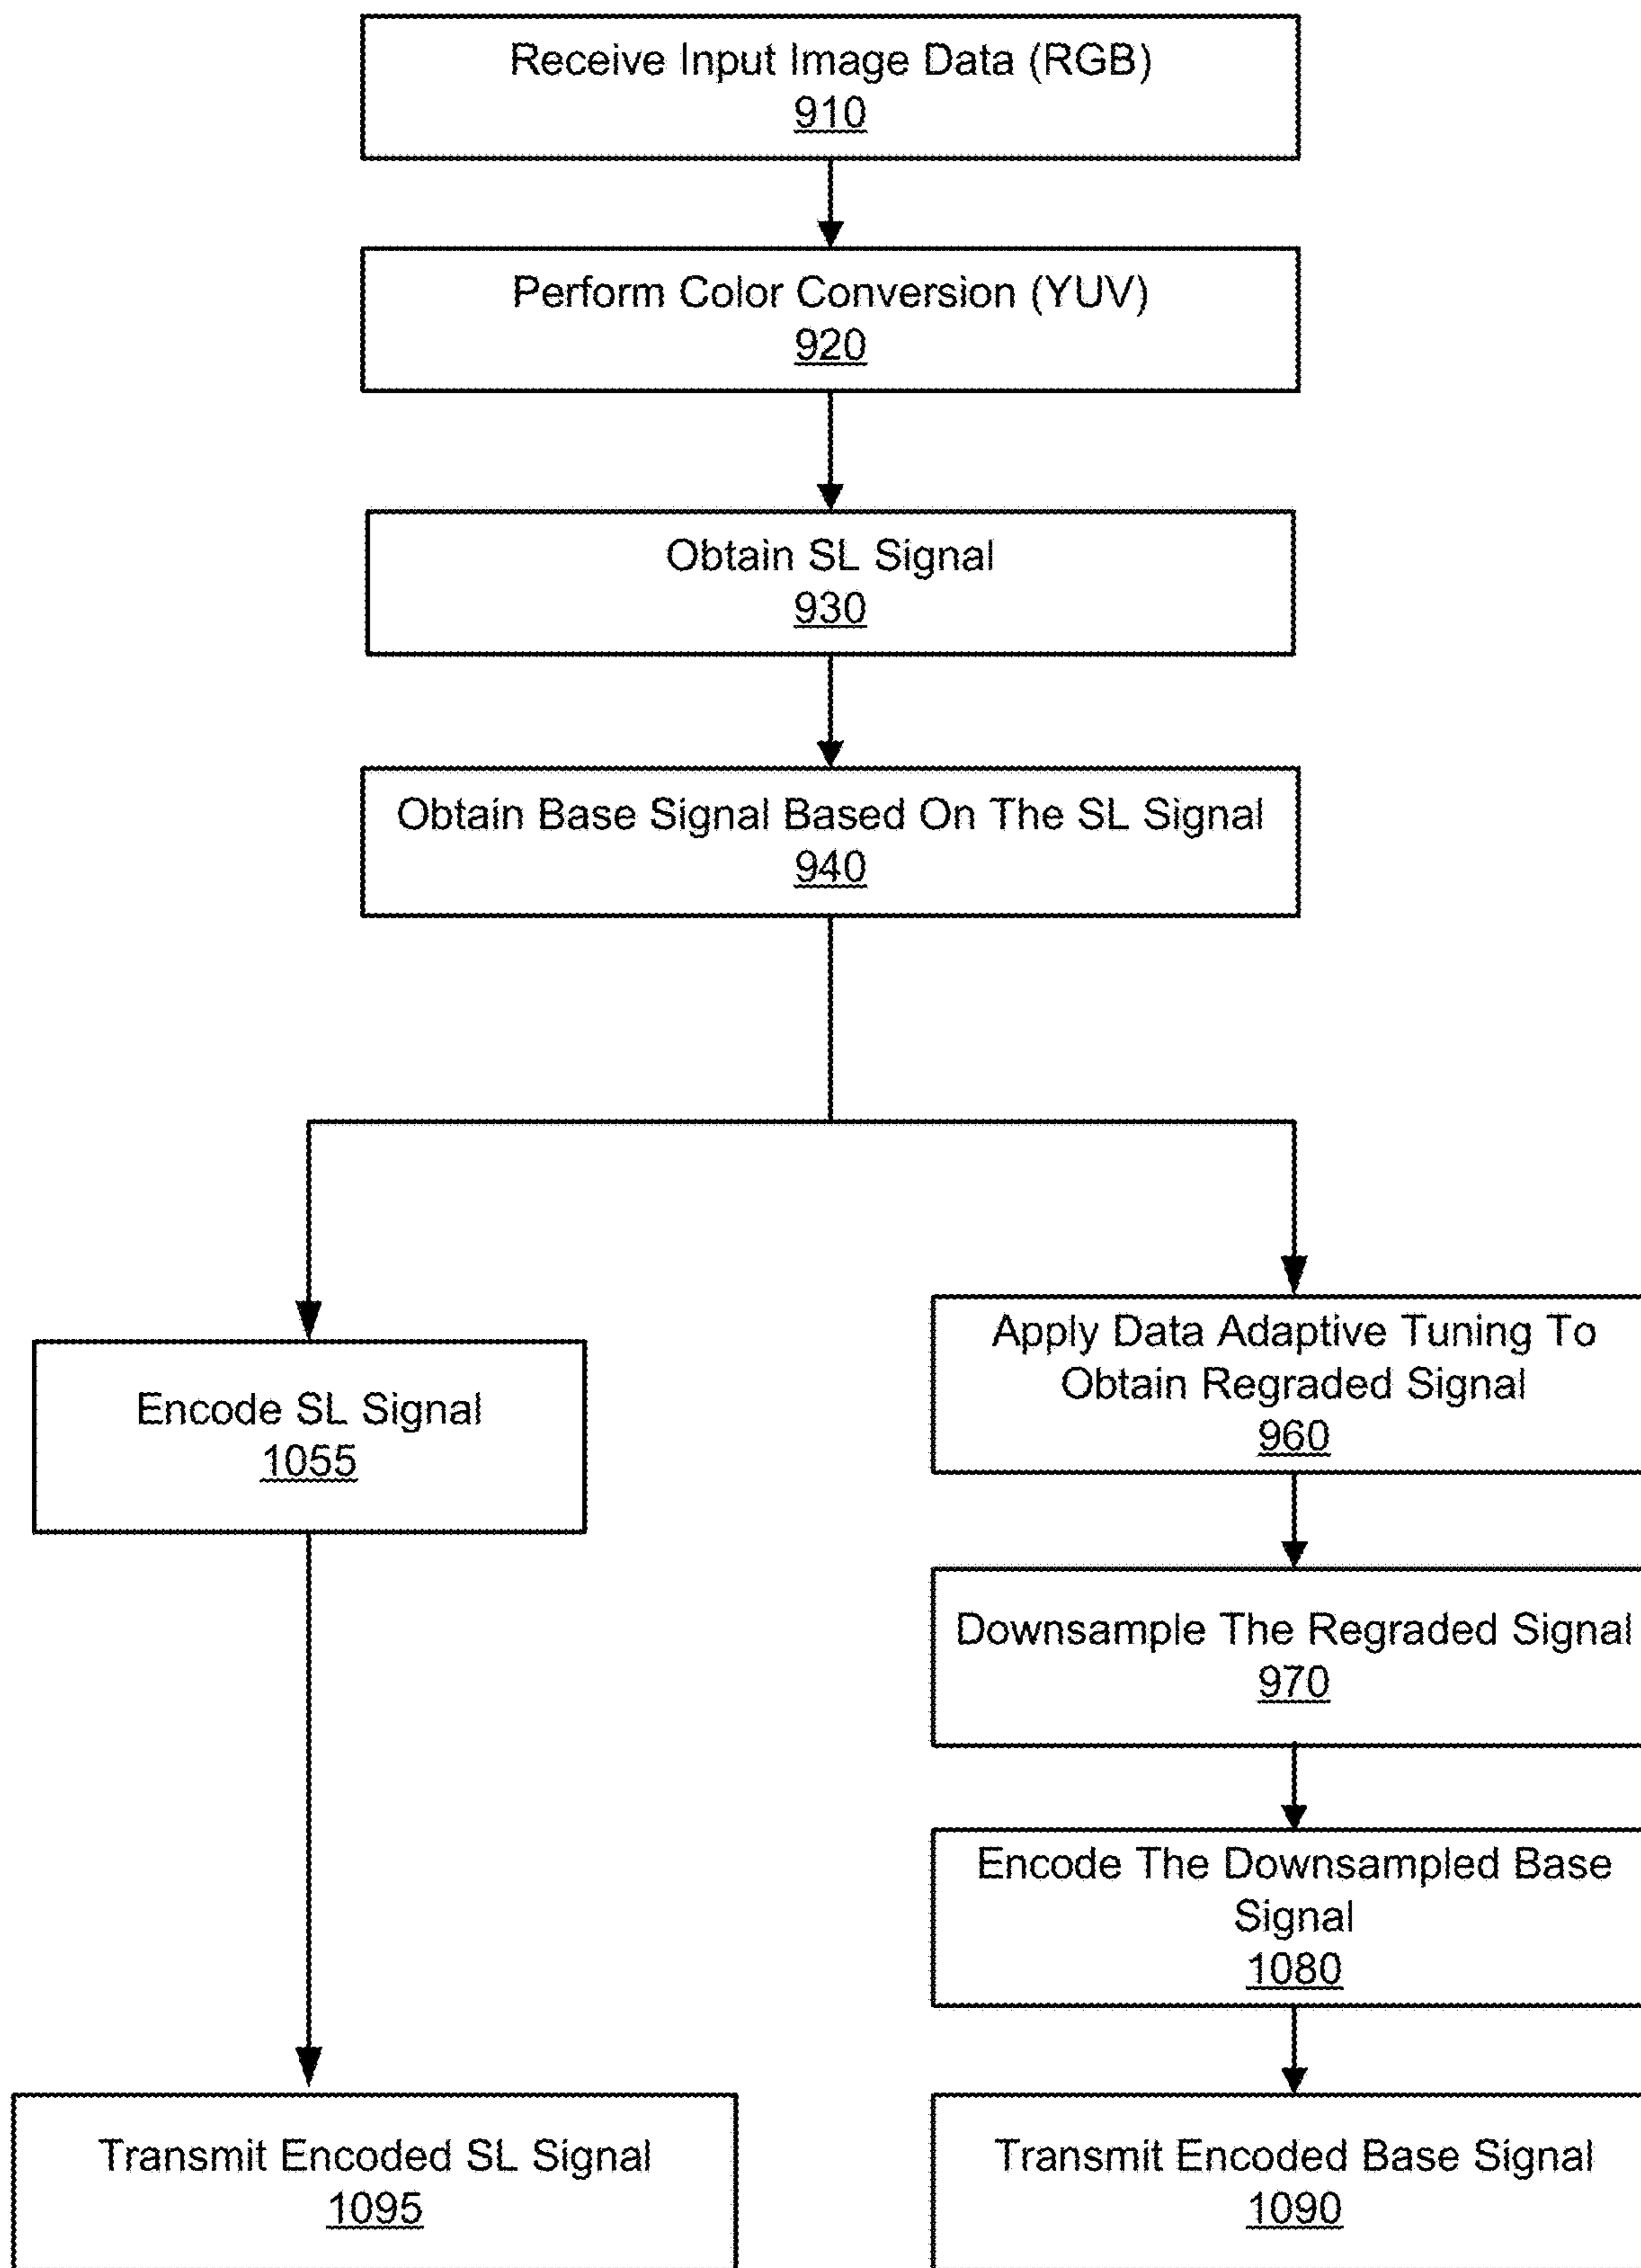 Receive Input Image Data (RGB)
910
Perform Color Conversion (YUV)
920
Obtain SL Signal
930
Obtain Base Signal Based On The SL Signal
940
Encode SL Signal
1055
Transmit Encoded SL Signal
1095
Apply Data Adaptive Tuning To
Obtain Regraded Signal
960
Downsample The Regraded Signal
970
Encode The Downsampled Base
Signal
1080
Transmit Encoded Base Signal
1090